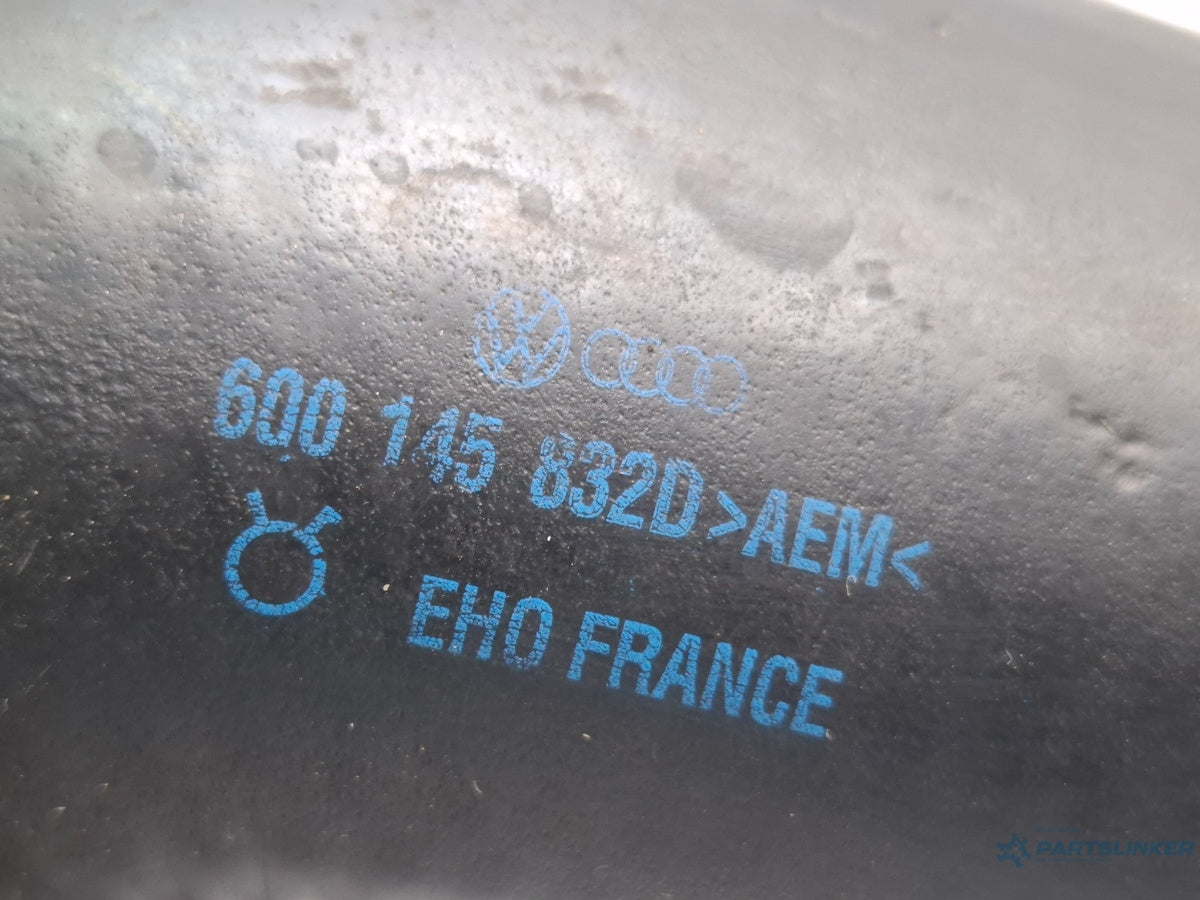 6Q0 145 832D >AEM<
EHO FRANCE
PARTSLINKER